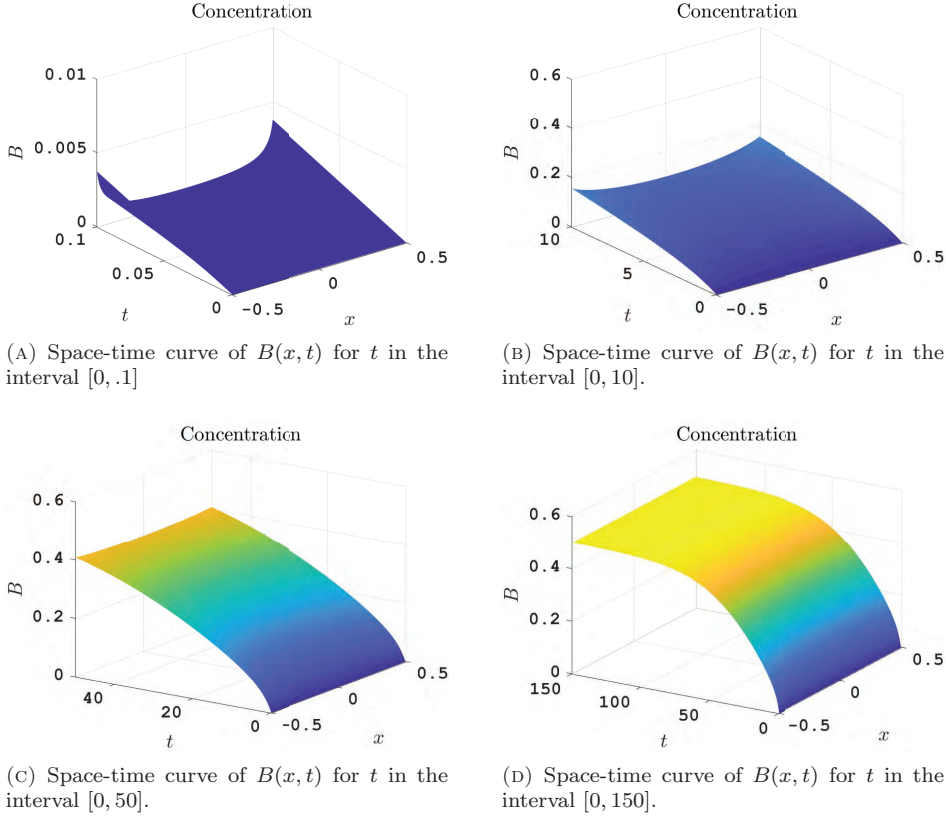 Concentration
0.01
0.005
0
0.1
0.05
0
-0.5
0
0.5
B
t
x
(A) Space-time curve of B(x, t) for t in the
interval [0, .1]
Concentration
0.6
0.4
0.2
0
10
5
0
-0.5
0
0.5
B
t
x
(B) Space-time curve of B(x, t) for t in the
interval [0, 10].
Concentration
0.6
0.4
0.2
0
40
20
0
-0.5
0
0.5
B
t
x
(C) Space-time curve of B(x, t) for t in the
interval [0, 50].
Concentration
0.6
0.4
0.2
0
150
100
50
0
-0.5
0
0.5
B
t
x
(D) Space-time curve of B(x, t) for t in the
interval [0, 150].